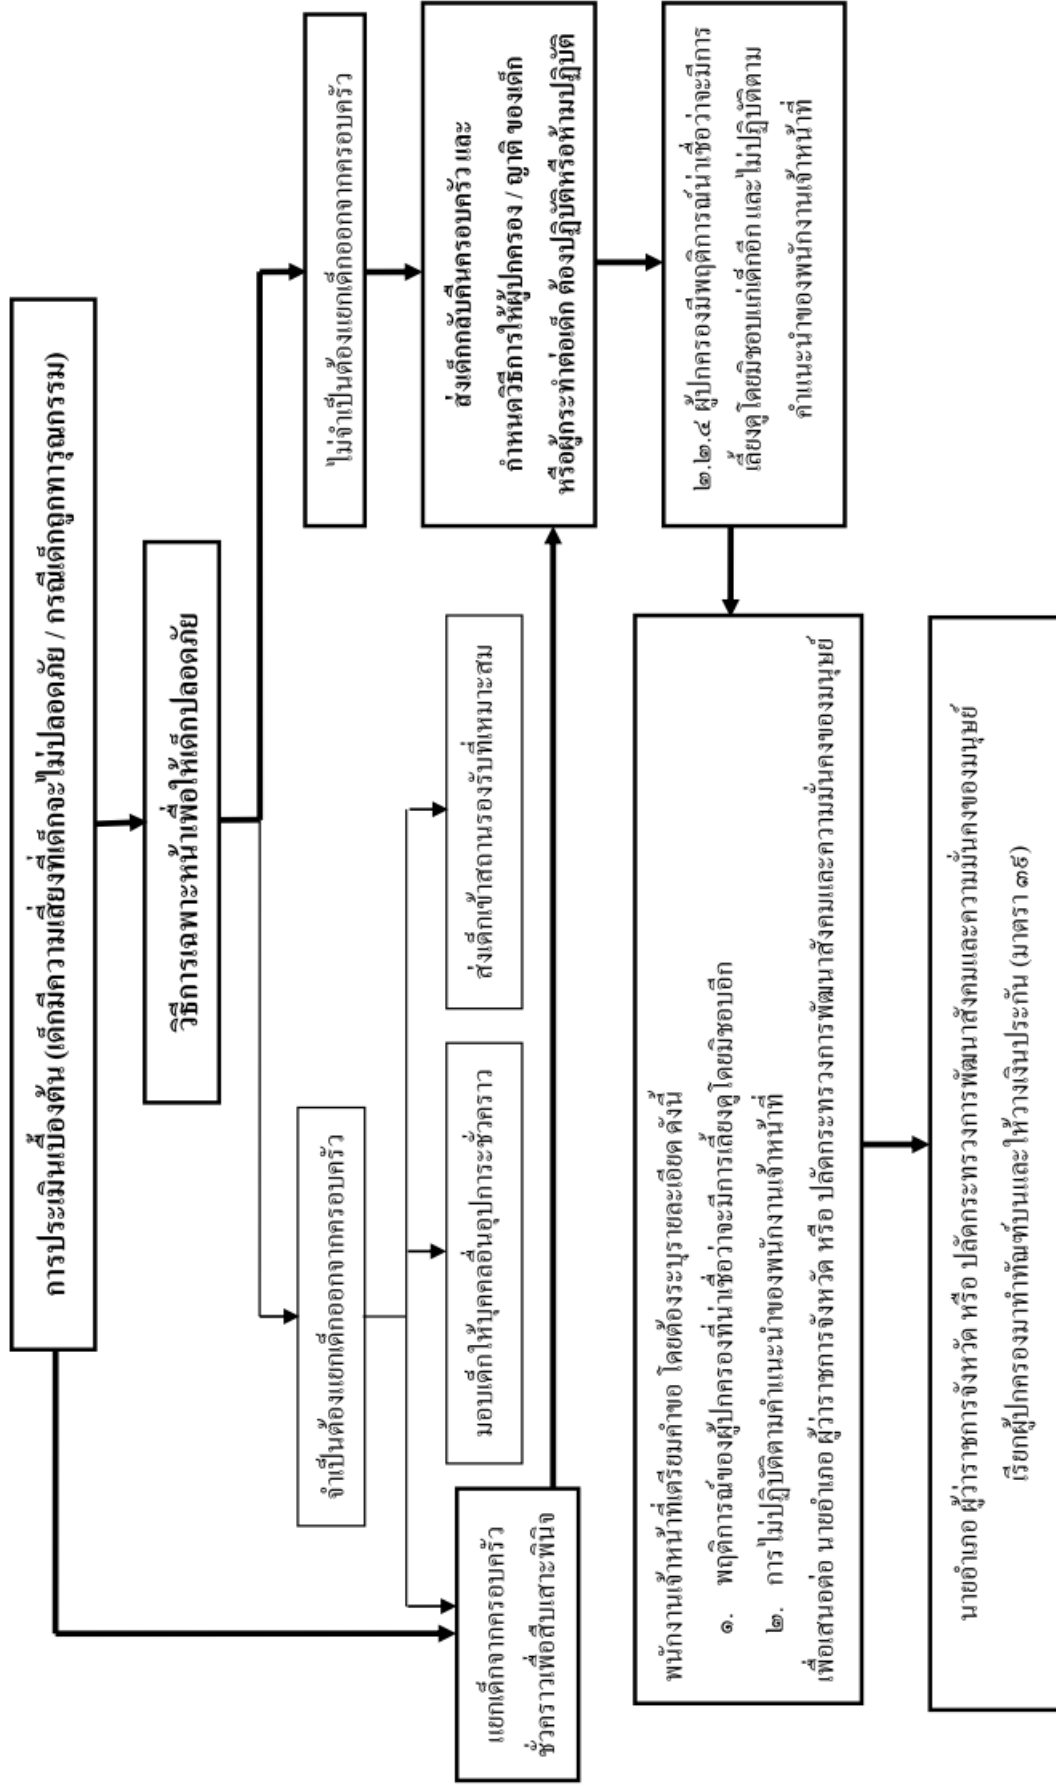 การประเมินเบื้องต้น (เด็กมีความเสี่ยงที่เด็กจะไม่ปลอดภัย / กรณีเด็กถูกทารุณกรรม)
วิธีการเฉพาะหน้าเพื่อให้เด็กปลอดภัย
จำเป็นต้องแยกเด็กออกจากครอบครัว
ไม่จำเป็นต้องแยกเด็กออกจากครอบครัว
แยกเด็กจากครอบครัว
ชั่วคราวเพื่อสืบเสาะพินิจ
มอบเด็กให้บุคคลอื่นอุปการะชั่วคราว
ส่งเด็กเข้าสถานรองรับที่เหมาะสม
ส่งเด็กกลับคืนครอบครัว และ
กำหนดวิธีการให้ผู้ปกครอง / ญาติ ของเด็ก
หรือผู้กระทำต่อเด็ก ต้องปฏิบัติหรือห้ามปฏิบัติ
๒.๒.๔ ผู้ปกครองมีพฤติการณ์น่าเชื่อว่าจะมีการ
เลี้ยงดูโดยมิชอบแก่เด็กอีก และไม่ปฏิบัติตาม
คำแนะนำของพนักงานเจ้าหน้าที่
พนักงานเจ้าหน้าที่เตรียมคำขอ โดยต้องระบุรายละเอียด ดังนี้
๑. พฤติการณ์ของผู้ปกครองที่น่าเชื่อว่าจะมีการเลี้ยงดูโดยมิชอบอีก
๒. การไม่ปฏิบัติตามคำแนะนำของพนักงานเจ้าหน้าที่
เพื่อเสนอต่อ นายอำเภอ ผู้ว่าราชการจังหวัด หรือ ปลัดกระทรวงการพัฒนาสังคมและความมั่นคงของมนุษย์
นายอำเภอ ผู้ว่าราชการจังหวัด หรือ ปลัดกระทรวงการพัฒนาสังคมและความมั่นคงของมนุษย์
เรียกผู้ปกครองมาทำทัณฑ์บนและให้วางเงินประกัน (มาตรา ๓๙)